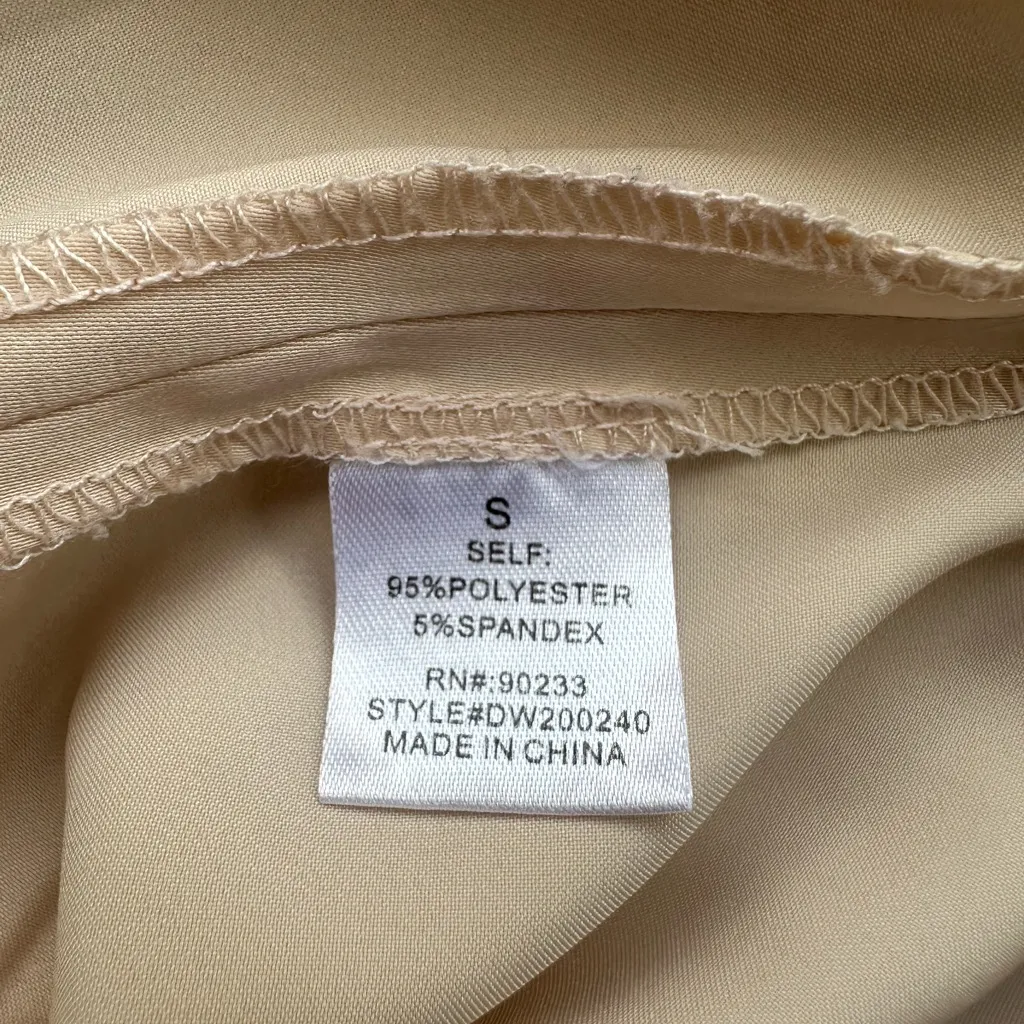 S
SELF:
95%POLYESTER
5%SPANDEX
RN#:90233
STYLE#DW200240
MADE IN CHINA